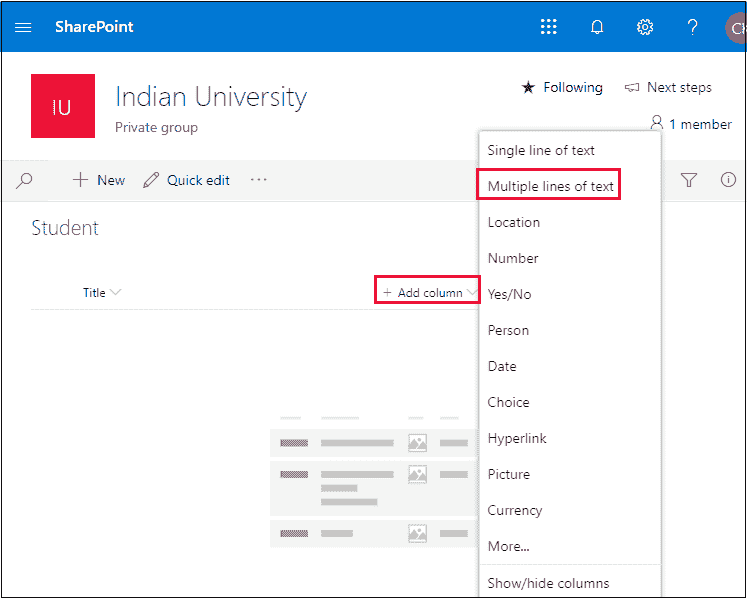 SharePoint
?
IU
Indian University
Private group
Following
Next steps
1 member
New
Quick edit
...
Student
Title
+ Add column
Single line of text
Multiple lines of text
Location
Number
Yes/No
Person
Date
Choice
Hyperlink
Picture
Currency
More...
Show/hide columns